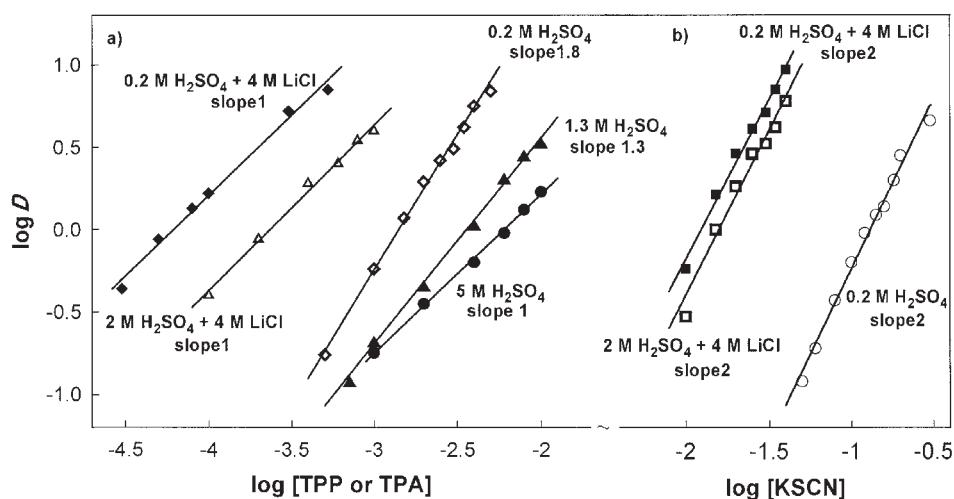 a)
0.2 M H₂SO₄ + 4 M LiCl
slope1
0.2 M H₂SO₄
slope1.8
1.3 M H₂SO₄
slope 1.3
5 M H₂SO₄
slope 1
2 M H₂SO₄ + 4 M LiCl
slope1
b)
0.2 M H₂SO₄ + 4 M LiCl
slope2
0.2 M H₂SO₄
slope2
2 M H₂SO₄ + 4 M LiCl
slope2
log D
1.0
0.5
0.0
-0.5
-1.0
-4.5 -4 -3.5 -3 -2.5 -2 ~ -2 -1.5 -1 -0.5
log [TPP or TPA] log [KSCN]